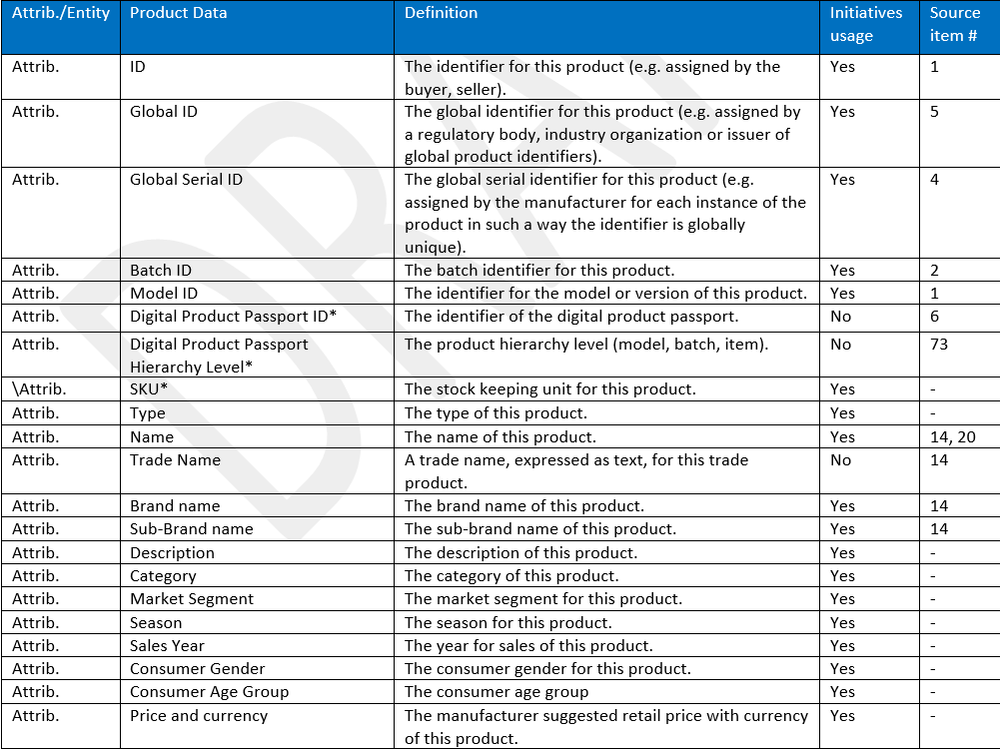 Attrib./Entity Product Data Definition Initiatives usage Source item #
Attrib. ID The identifier for this product (e.g. assigned by the
buyer, seller). Yes 1
Attrib. Global ID The global identifier for this product (e.g. assigned by
a regulatory body, industry organization or issuer of
global product identifiers). Yes 5
Attrib. Global Serial ID The global serial identifier for this product (e.g.
assigned by the manufacturer for each instance of the
product in such a way the identifier is globally
unique). Yes 4
Attrib. Batch ID The batch identifier for this product. Yes 2
Attrib. Model ID The identifier for the model or version of this product. Yes 1
Attrib. Digital Product Passport ID* The identifier of the digital product passport. No 6
Attrib. Digital Product Passport
Hierarchy Level* The product hierarchy level (model, batch, item). No 73
\Attrib. SKU* The stock keeping unit for this product. Yes -
Attrib. Type The type of this product. Yes -
Attrib. Name The name of this product. Yes 14, 20
Attrib. Trade Name A trade name, expressed as text, for this trade
product. No 14
Attrib. Brand name The brand name of this product. Yes 14
Attrib. Sub-Brand name The sub-brand name of this product. Yes 14
Attrib. Description The description of this product. Yes -
Attrib. Category The category of this product. Yes -
Attrib. Market Segment The market segment for this product. Yes -
Attrib. Season The season for this product. Yes -
Attrib. Sales Year The year for sales of this product. Yes -
Attrib. Consumer Gender The consumer gender for this product. Yes -
Attrib. Consumer Age Group The consumer age group Yes -
Attrib. Price and currency The manufacturer suggested retail price with currency
of this product. Yes -